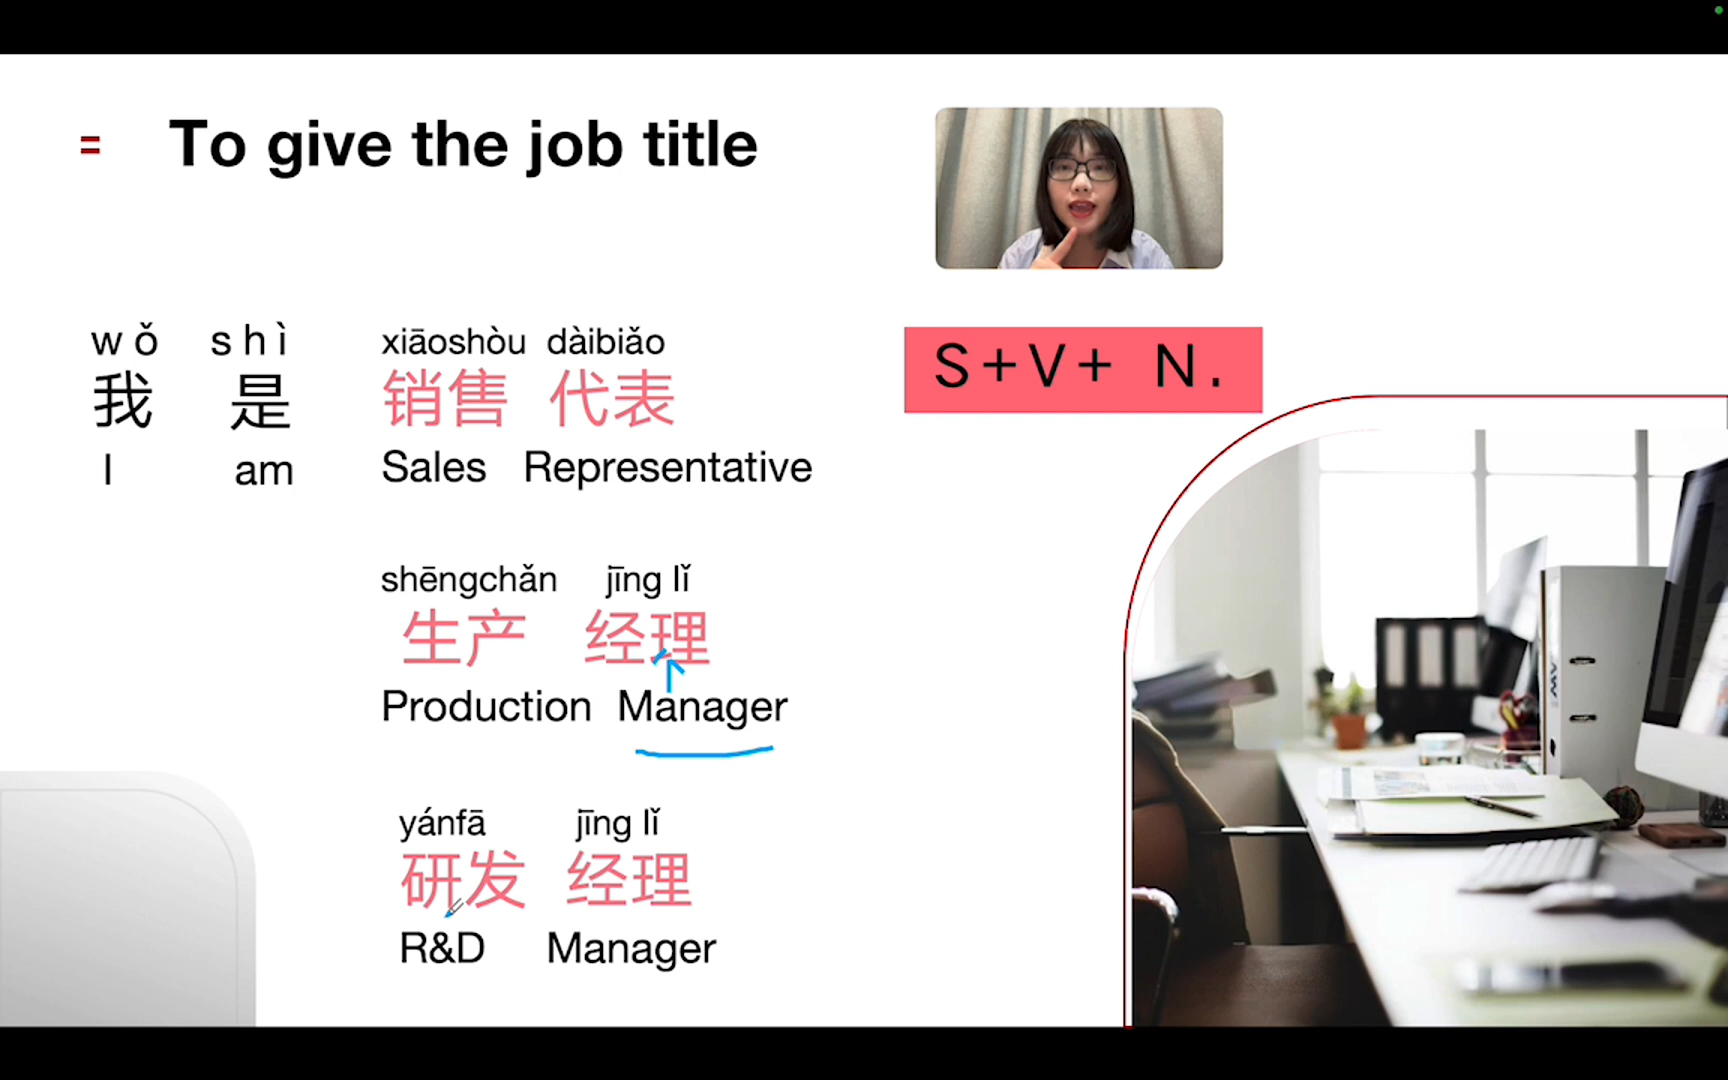 = To give the job title
wǒ shì xiāoshòu dàibiǎo
我 是 销售 代表
I am Sales Representative
S+V+ N.
shēngchǎn jīng lǐ
生产 经理
Production Manager
yánfā jīng lǐ
研发 经理
R&D Manager